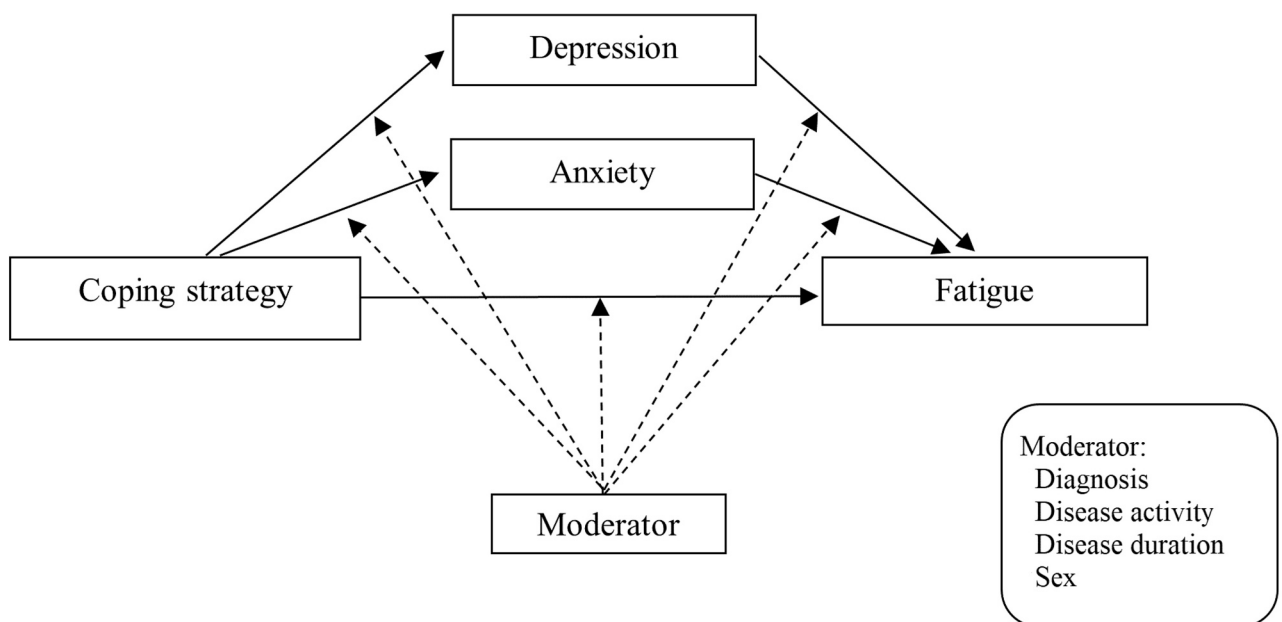 Depression
Anxiety
Coping strategy
Fatigue
Moderator
Moderator:
Diagnosis
Disease activity
Disease duration
Sex